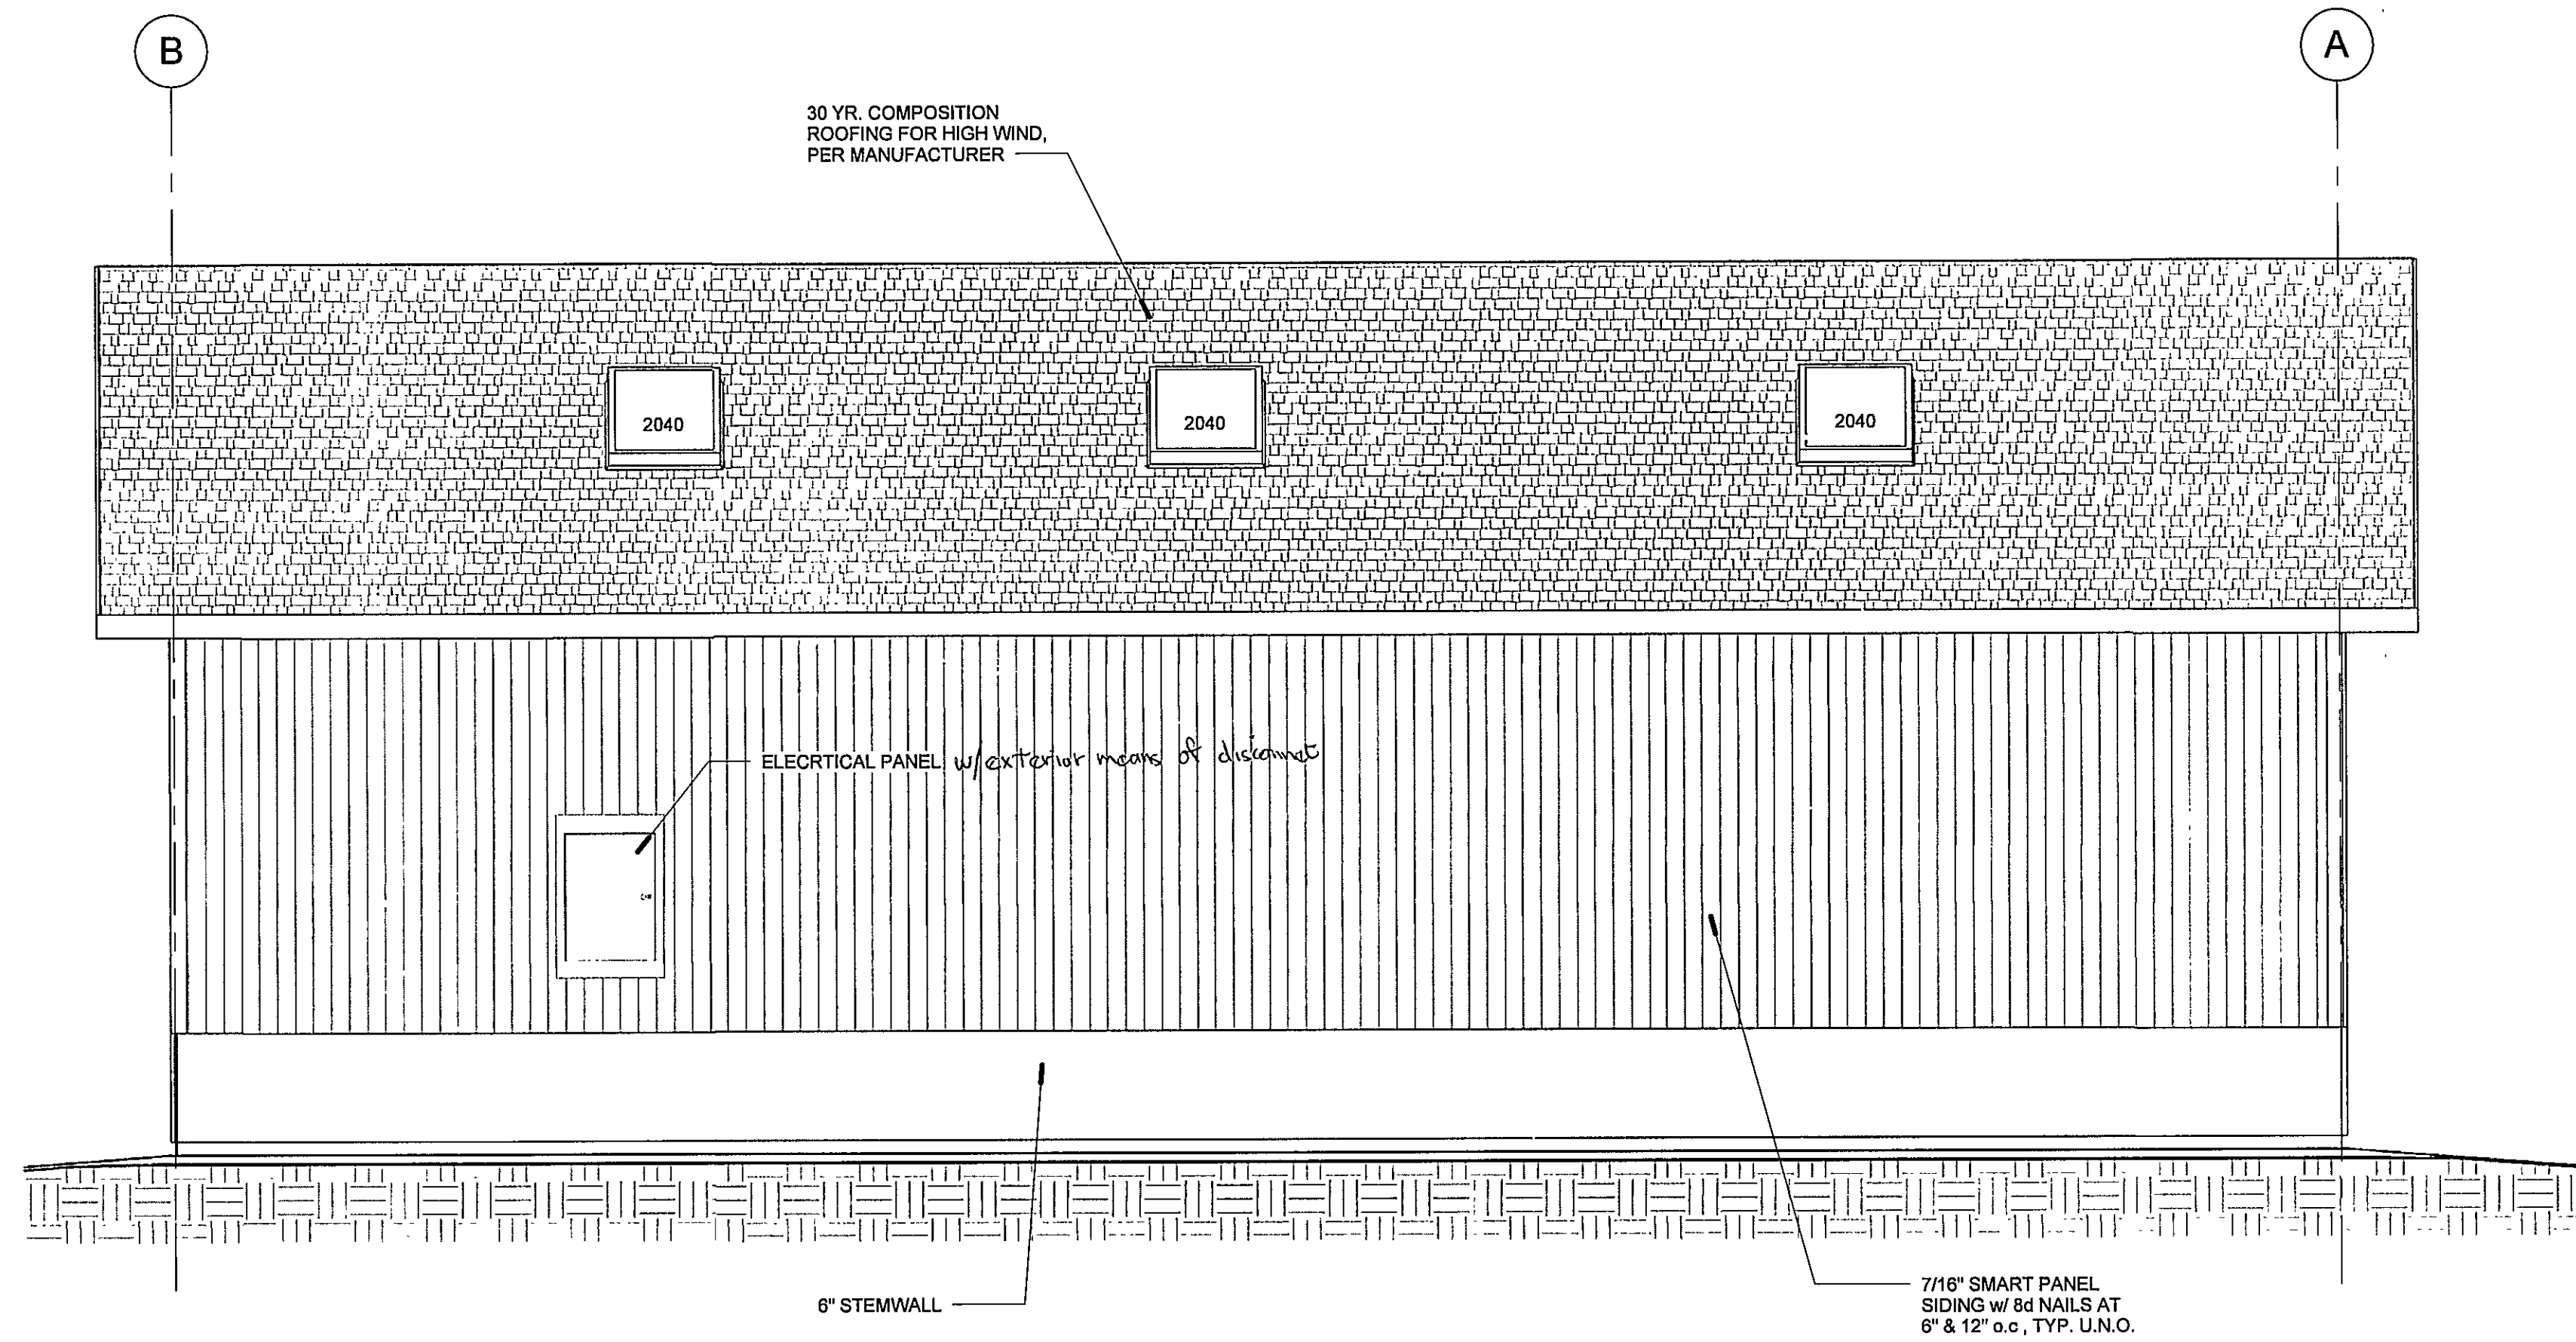 B
A
30 YR. COMPOSITION
ROOFING FOR HIGH WIND,
PER MANUFACTURER
2040
2040
2040
ELECRTICAL PANEL w/exterior means of disconnet
6" STEMWALL
7/16" SMART PANEL
SIDING w/ 8d NAILS AT
6" & 12" o.c, TYP. U.N.O.